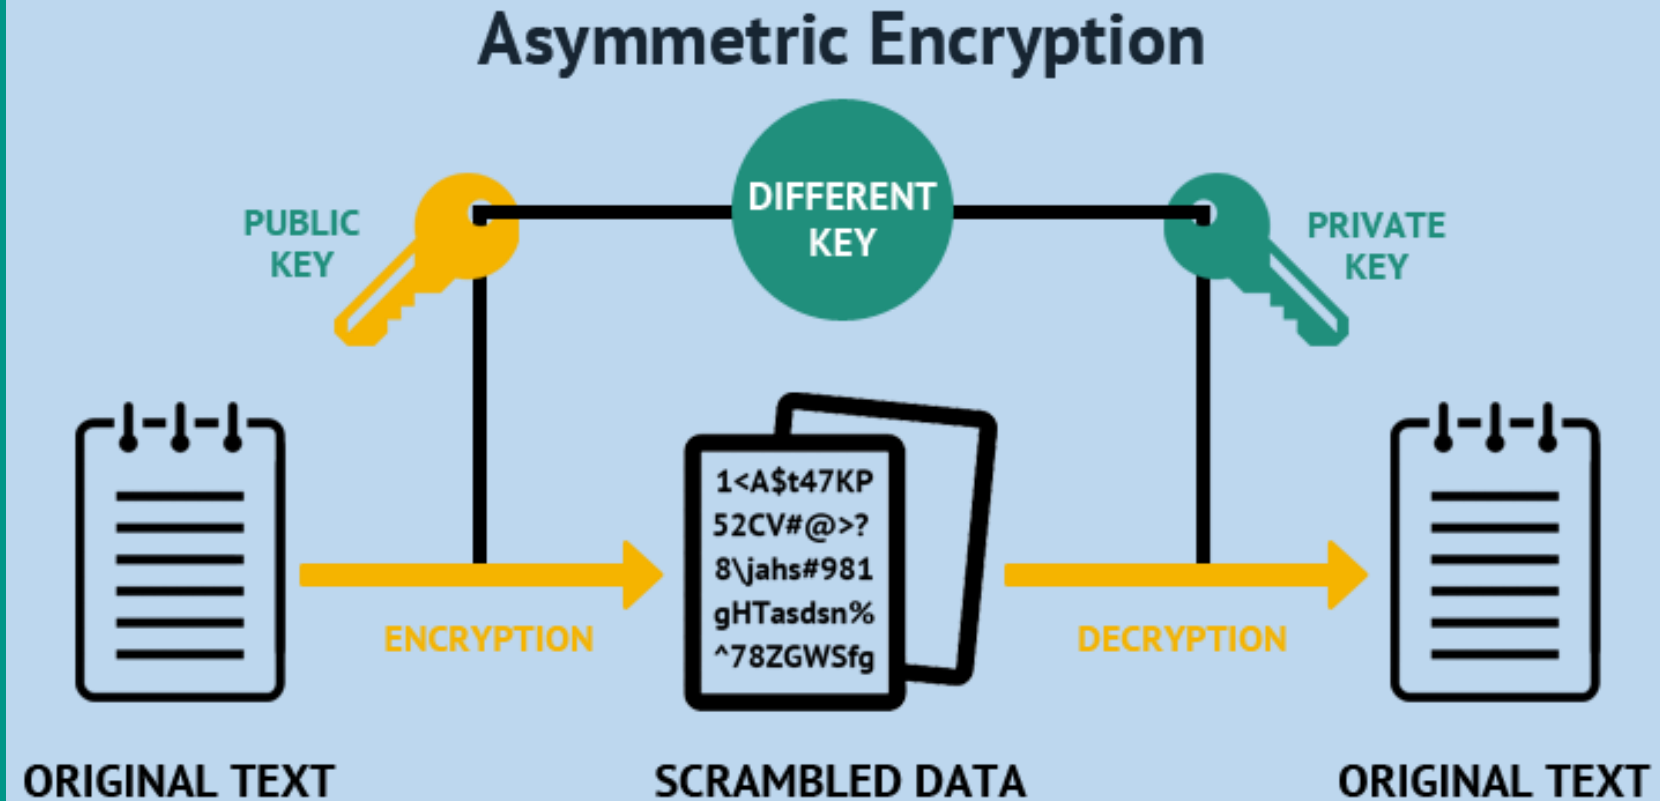 Asymmetric Encryption
DIFFERENT
KEY
PUBLIC
KEY
PRIVATE
KEY
1<A$t47KP
52CV#@>?
8\jahs#981
gHTasdsn%
^78ZGWSfg
ENCRYPTION
DECRYPTION
ORIGINAL TEXT
SCRAMBLED DATA
ORIGINAL TEXT